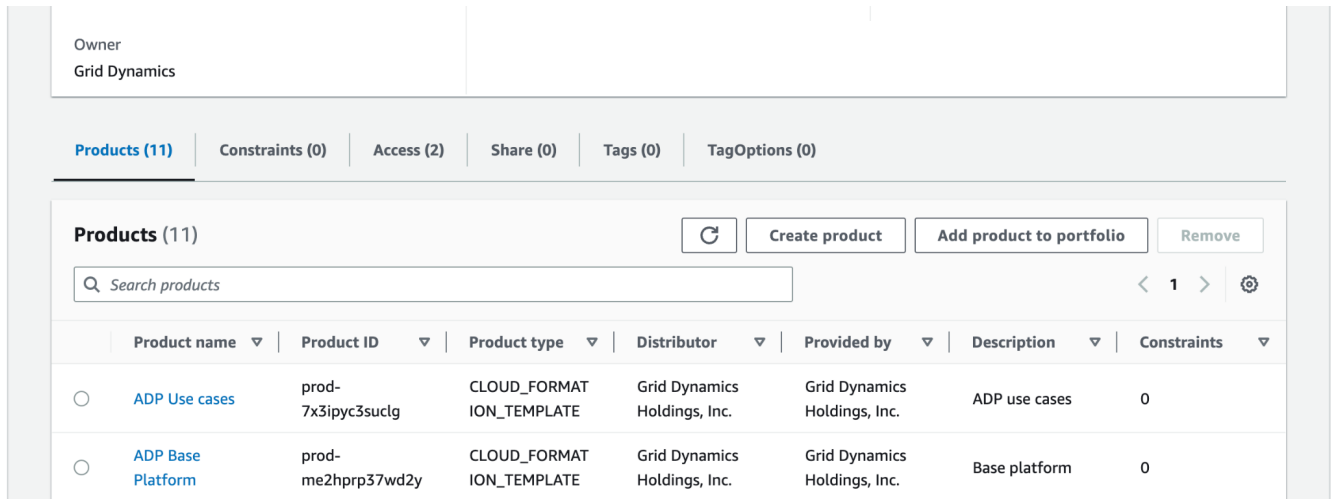 Owner
Grid Dynamics
Products (11)
Constraints (0)
Access (2)
Share (0)
Tags (0)
TagOptions (0)
Products (11)
Create product
Add product to portfolio
Remove
Search products
1
Product name
Product ID
Product type
Distributor
Provided by
Description
Constraints
ADP Use cases
prod-
7x3ipyc3suclg
CLOUD_FORMAT
ION_TEMPLATE
Grid Dynamics
Holdings, Inc.
Grid Dynamics
Holdings, Inc.
ADP use cases
0
ADP Base
Platform
prod-
me2hprp37wd2y
CLOUD_FORMAT
ION_TEMPLATE
Grid Dynamics
Holdings, Inc.
Grid Dynamics
Holdings, Inc.
Base platform
0